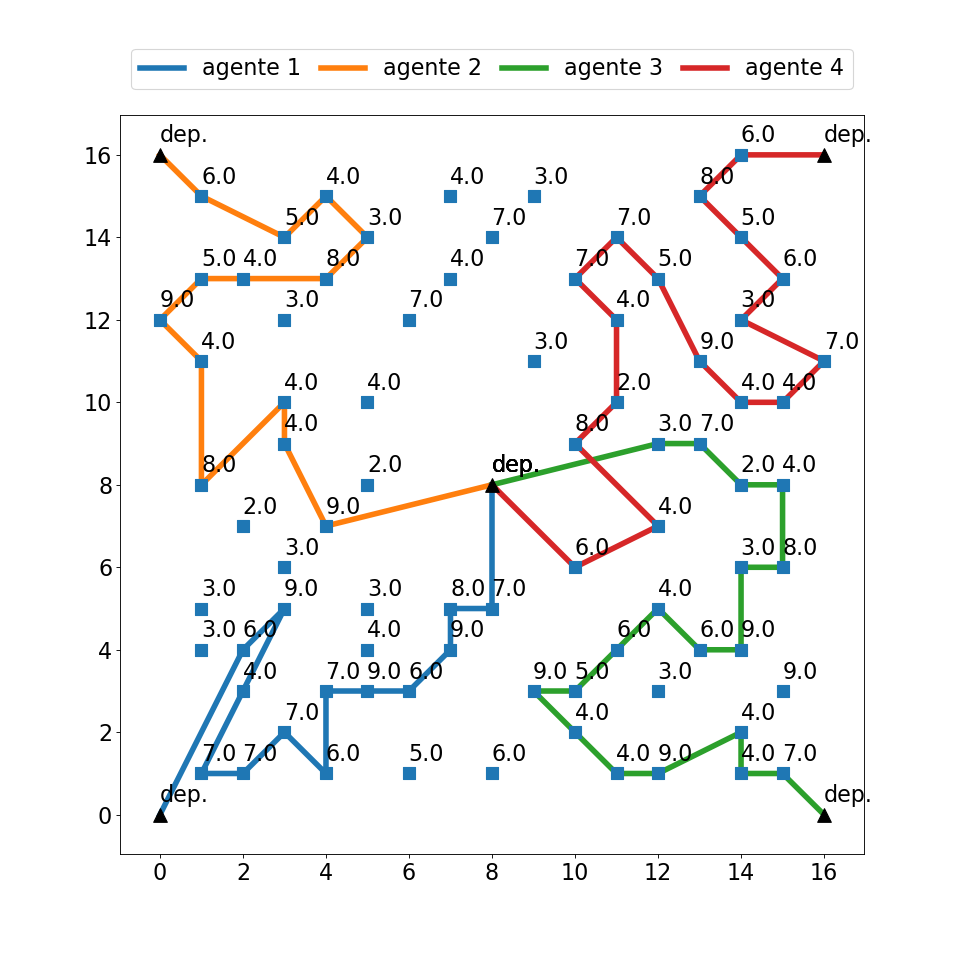 agente 1 agente 2 agente 3 agente 4
dep. 6.0 dep.
16
6.0 4.0 4.0 3.0 8.0
5.0 3.0 7.0 7.0 5.0
14
5.0 4.0 8.0 4.0 7.0 5.0 6.0
9.0 3.0 7.0 4.0 3.0
12
4.0 3.0 9.0 7.0
4.0 4.0 2.0 4.0 4.0
10
4.0 8.0 3.0 7.0
8.0 2.0 dep. dep. 2.0 4.0
8
2.0 9.0 4.0
3.0 6.0 3.0 8.0
6
3.0 9.0 3.0 8.0 7.0 4.0
3.0 6.0 4.0 9.0 6.0 6.0 9.0
4
4.0 7.0 9.0 6.0 9.0 5.0 3.0 9.0
7.0 4.0 4.0
2
7.0 7.0 6.0 5.0 6.0 4.0 9.0 4.0 7.0
dep. dep.
0
0 2 4 6 8 10 12 14 16